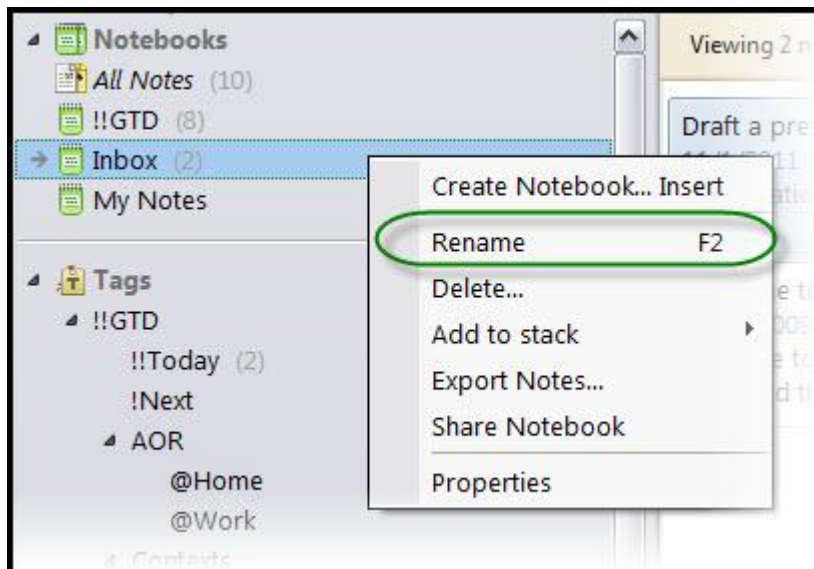 Notebooks
All Notes (10)
!!GTD (8)
Inbox (2)
My Notes
Tags
!!GTD
!!Today (2)
!Next
AOR
@Home
@Work
Contexts
Create Notebook... Insert
Rename F2
Delete...
Add to stack
Export Notes...
Share Notebook
Properties
Viewing 2
Draft a pre